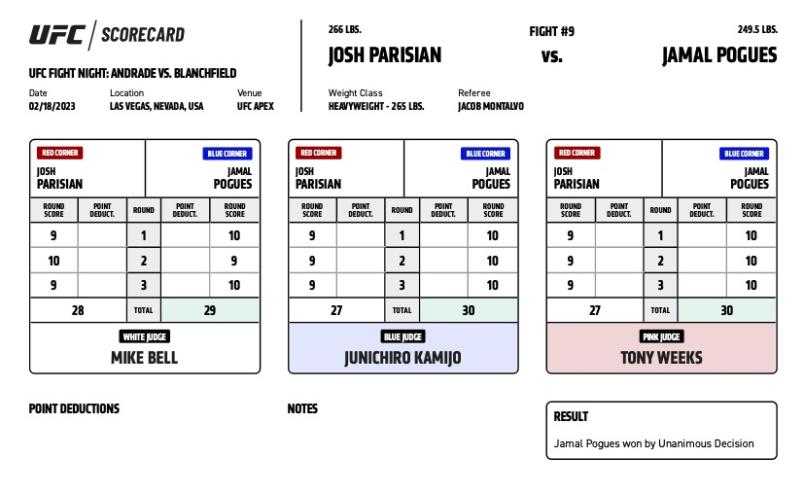 UFC / SCORECARD
UFC FIGHT NIGHT: ANDRADE VS. BLANCHFIELD
Date Location Venue
02/18/2023 LAS VEGAS, NEVADA, USA UFC APEX
266 LBS. FIGHT #9 249.5 LBS.
JOSH PARISIAN vs. JAMAL POGUES
Weight Class Referee
HEAVYWEIGHT - 265 LBS. JACOB MONTALVO
RED CORNER BLUE CORNER
JOSH JAMAL
PARISIAN POGUES
ROUND SCORE POINT DEDUCT. ROUND POINT DEDUCT. ROUND SCORE
9 1 10
10 2 9
9 3 10
28 TOTAL 29
WHITE JUDGE
MIKE BELL
RED CORNER BLUE CORNER
JOSH JAMAL
PARISIAN POGUES
ROUND SCORE POINT DEDUCT. ROUND POINT DEDUCT. ROUND SCORE
9 1 10
9 2 10
9 3 10
27 TOTAL 30
BLUE JUDGE
JUNICHIRO KAMIJO
RED CORNER BLUE CORNER
JOSH JAMAL
PARISIAN POGUES
ROUND SCORE POINT DEDUCT. ROUND POINT DEDUCT. ROUND SCORE
9 1 10
9 2 10
9 3 10
27 TOTAL 30
PINK JUDGE
TONY WEEKS
POINT DEDUCTIONS
NOTES
RESULT
Jamal Pogues won by Unanimous Decision